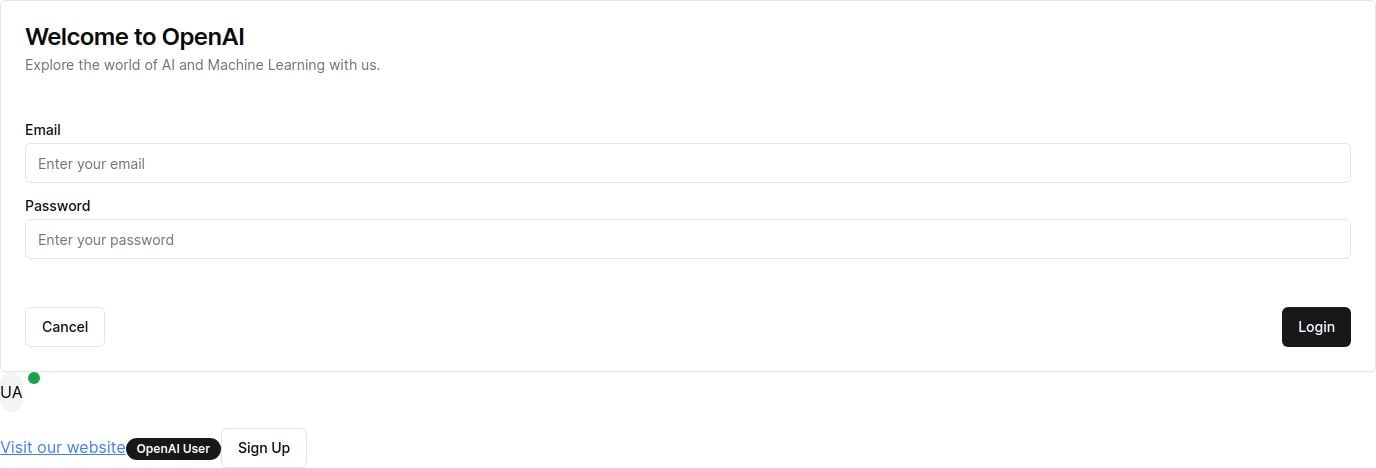 Welcome to OpenAI
Explore the world of AI and Machine Learning with us.
Email
Enter your email
Password
Enter your password
Cancel Login
UA
Visit our website OpenAI User Sign Up